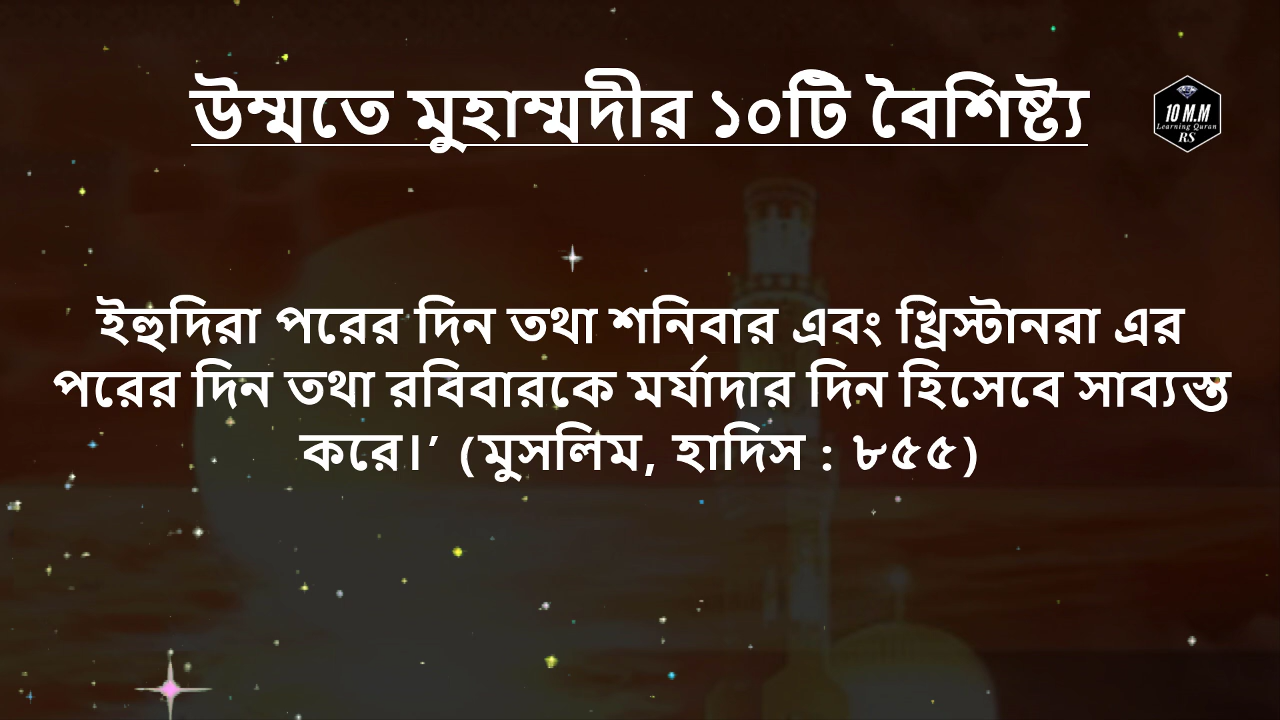 উম্মতে মুহাম্মদীর ১০টি বৈশিষ্ট্য
10 M.M
Learning Quran
RS
ইহুদিরা পরের দিন তথা শনিবার এবং খ্রিস্টানরা এর
পরের দিন তথা রবিবারকে মর্যাদার দিন হিসেবে সাব্যস্ত
করে।’ (মুসলিম, হাদিস : ৮৫৫)